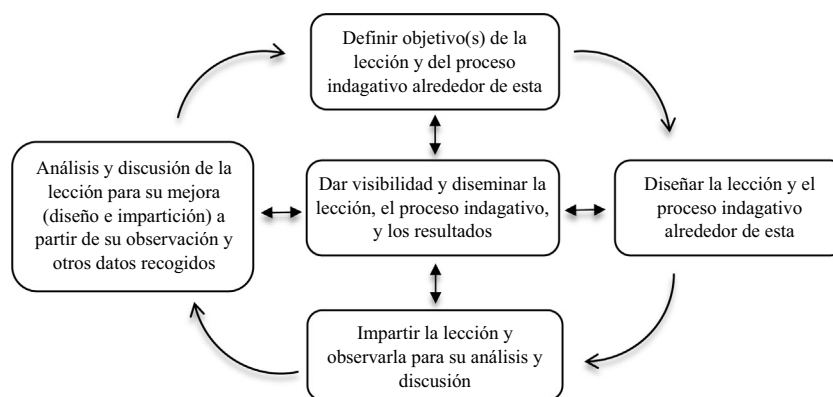 Definir objetivo(s) de la
lección y del proceso
indagativo alrededor de esta
Análisis y discusión de la
lección para su mejora
(diseño e impartición) a
partir de su observación y
otros datos recogidos
Dar visibilidad y diseminar la
lección, el proceso indagativo,
y los resultados
Diseñar la lección y el
proceso indagativo
alrededor de esta
Impartir la lección y
observarla para su análisis y
discusión